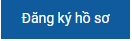 Đăng ký hồ sơ